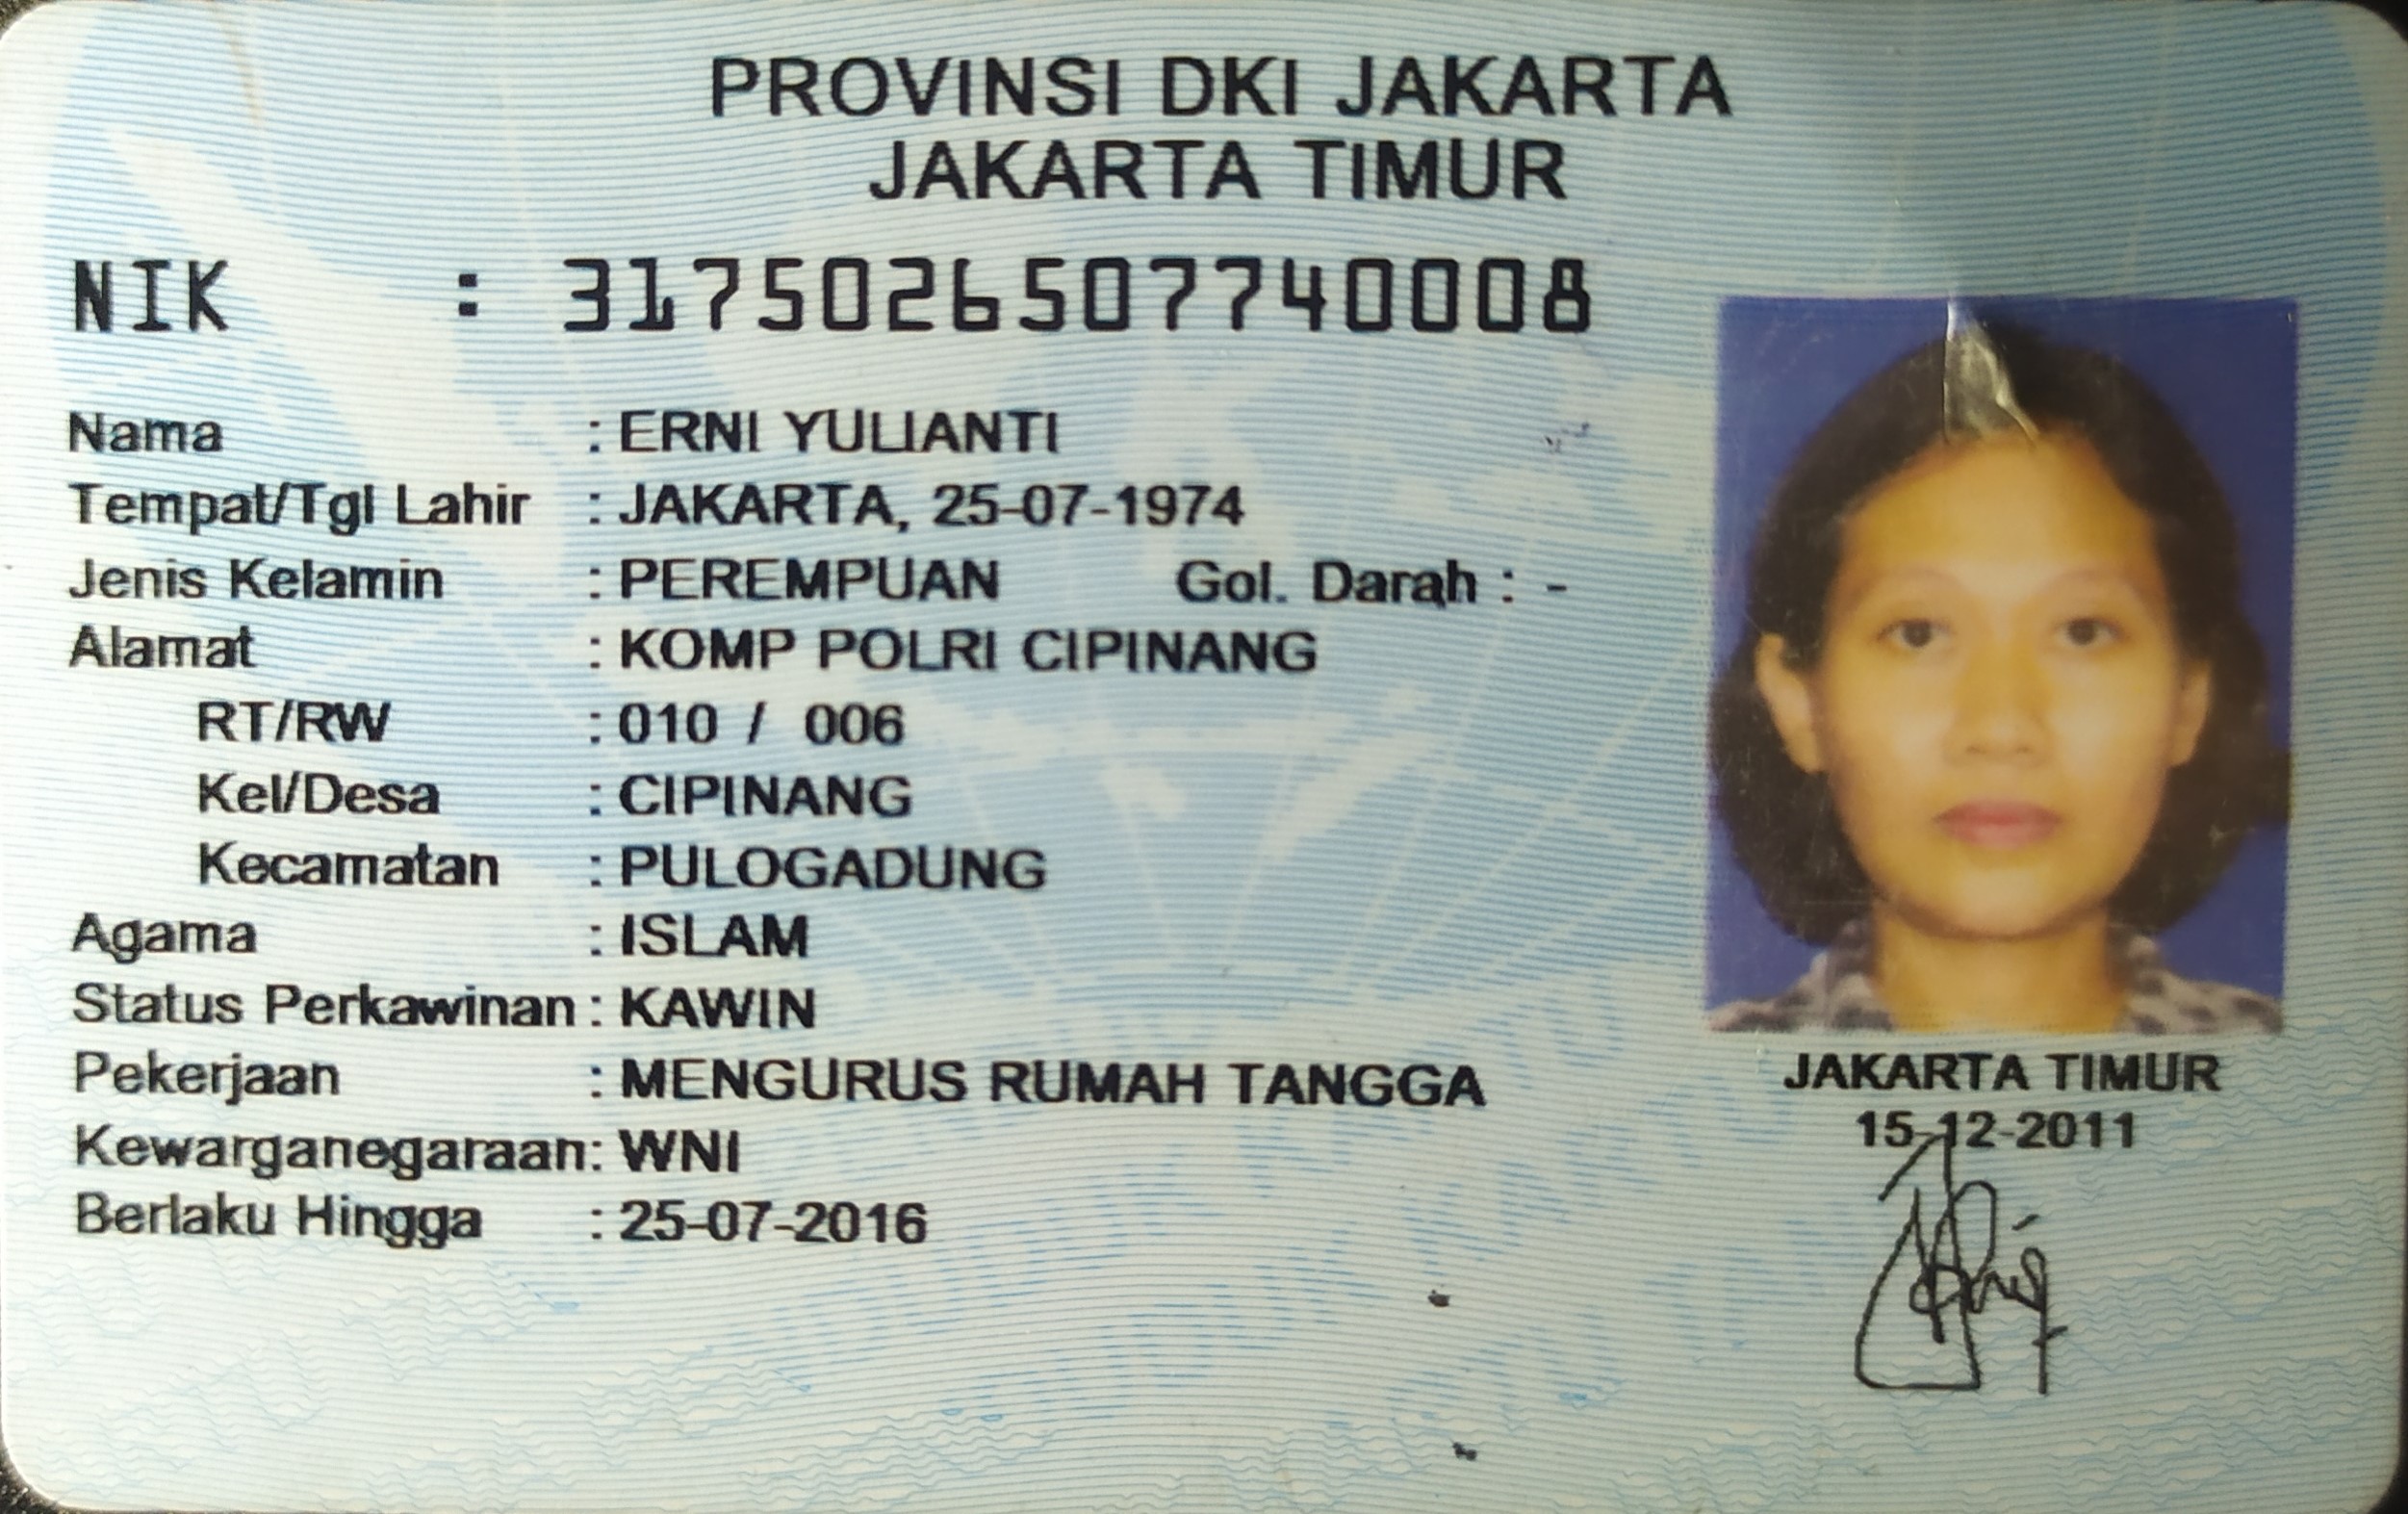 PROVINSI DKI JAKARTA
JAKARTA TIMUR
NIK : 3175026507740008
Nama : ERNI YULIANTI
Tempat/Tgl Lahir : JAKARTA, 25-07-1974
Jenis Kelamin : PEREMPUAN Gol. Darah : -
Alamat : KOMP POLRI CIPINANG
RT/RW : 010 / 006
Kel/Desa : CIPINANG
Kecamatan : PULOGADUNG
Agama : ISLAM
Status Perkawinan : KAWIN
Pekerjaan : MENGURUS RUMAH TANGGA
Kewarganegaraan : WNI
Berlaku Hingga : 25-07-2016
JAKARTA TIMUR
15-12-2011